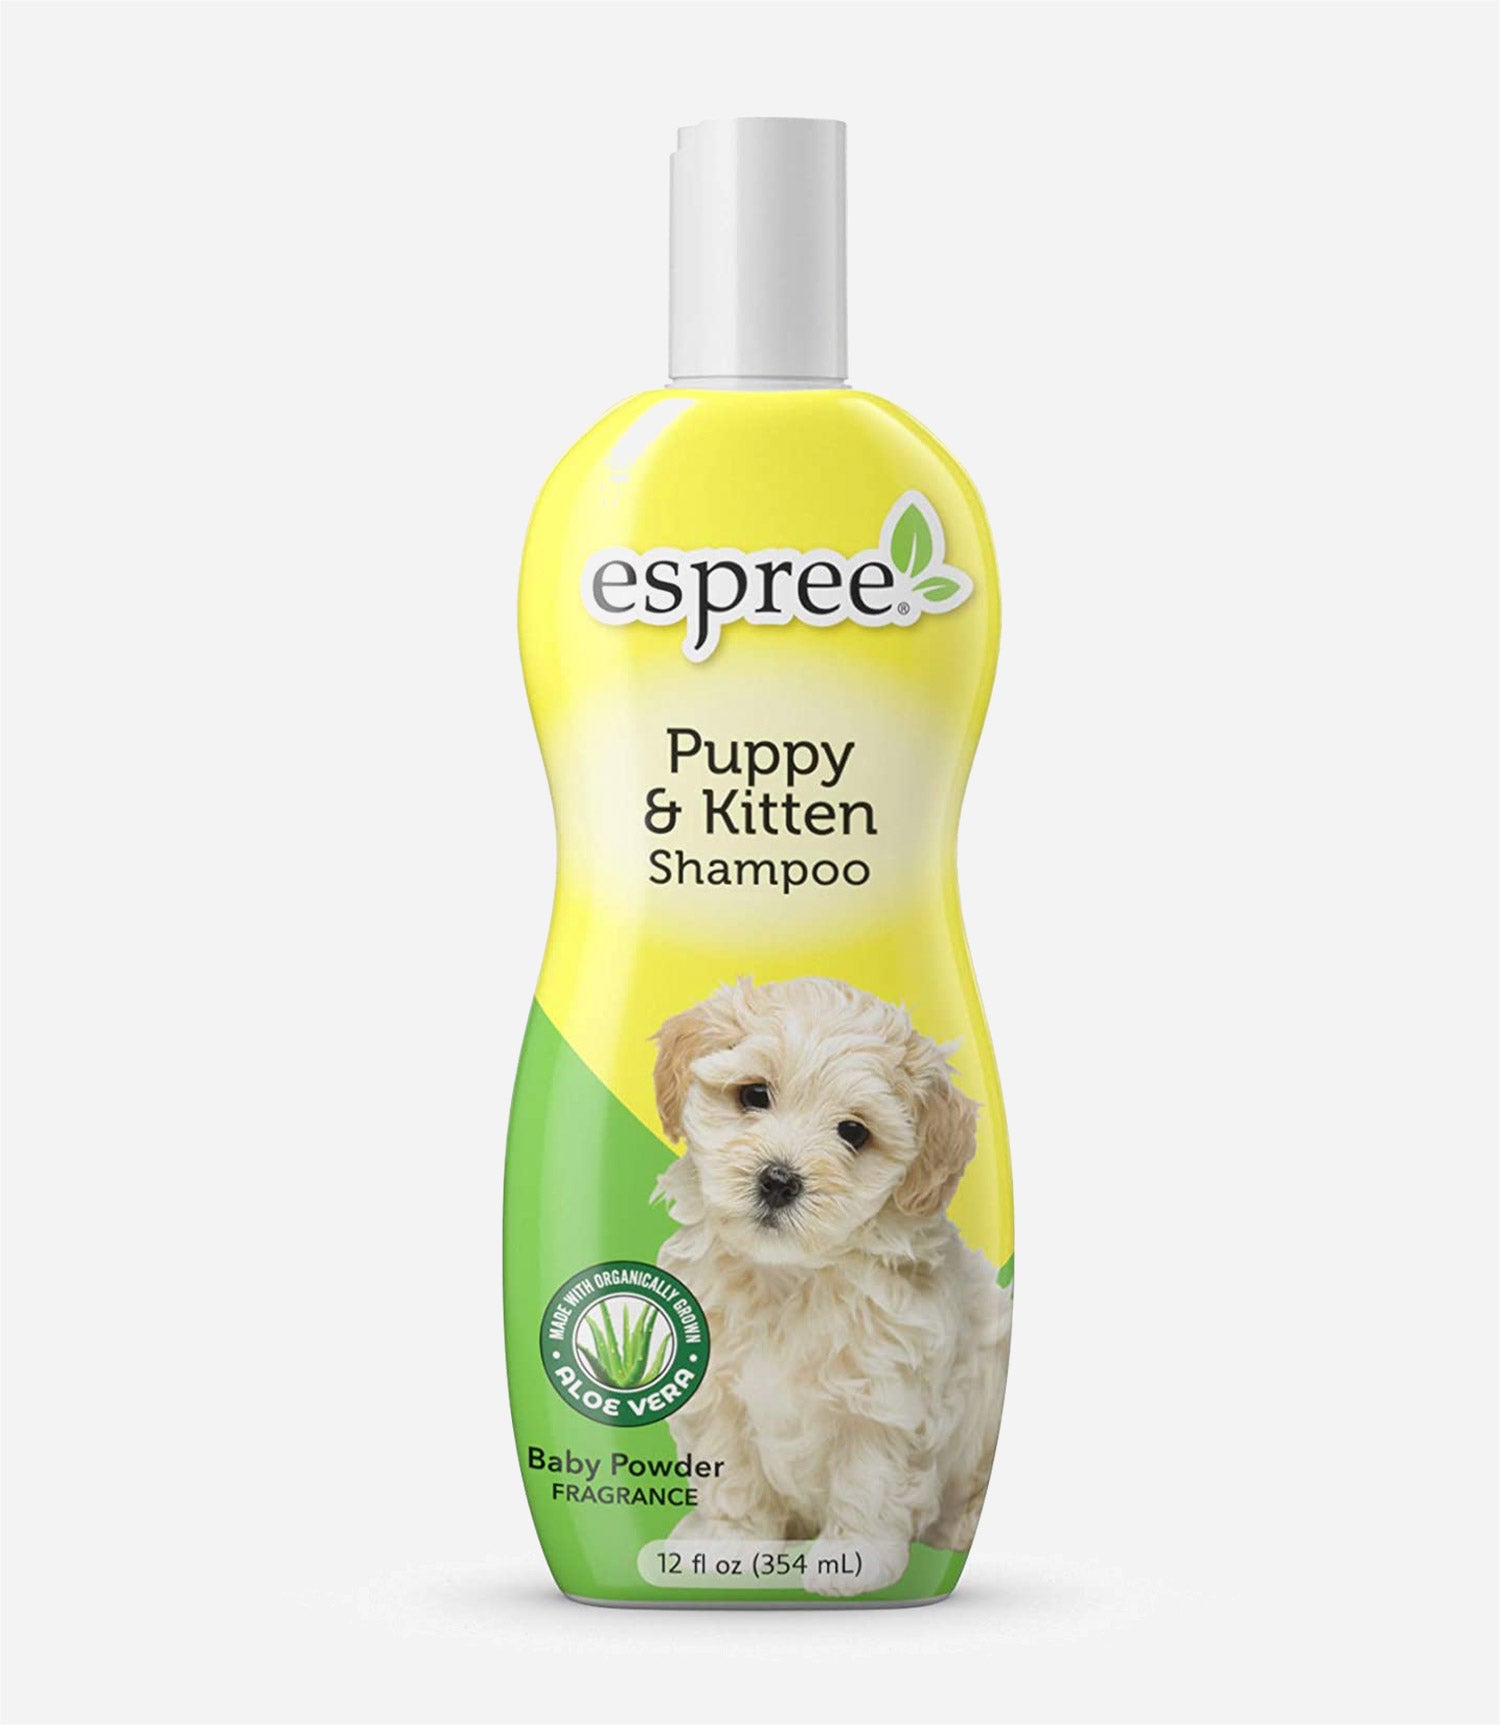 espree®
Puppy
& Kitten
Shampoo
MADE WITH ORGANICALLY GROWN
• ALOE VERA •
Baby Powder
FRAGRANCE
12 fl oz (354 mL)